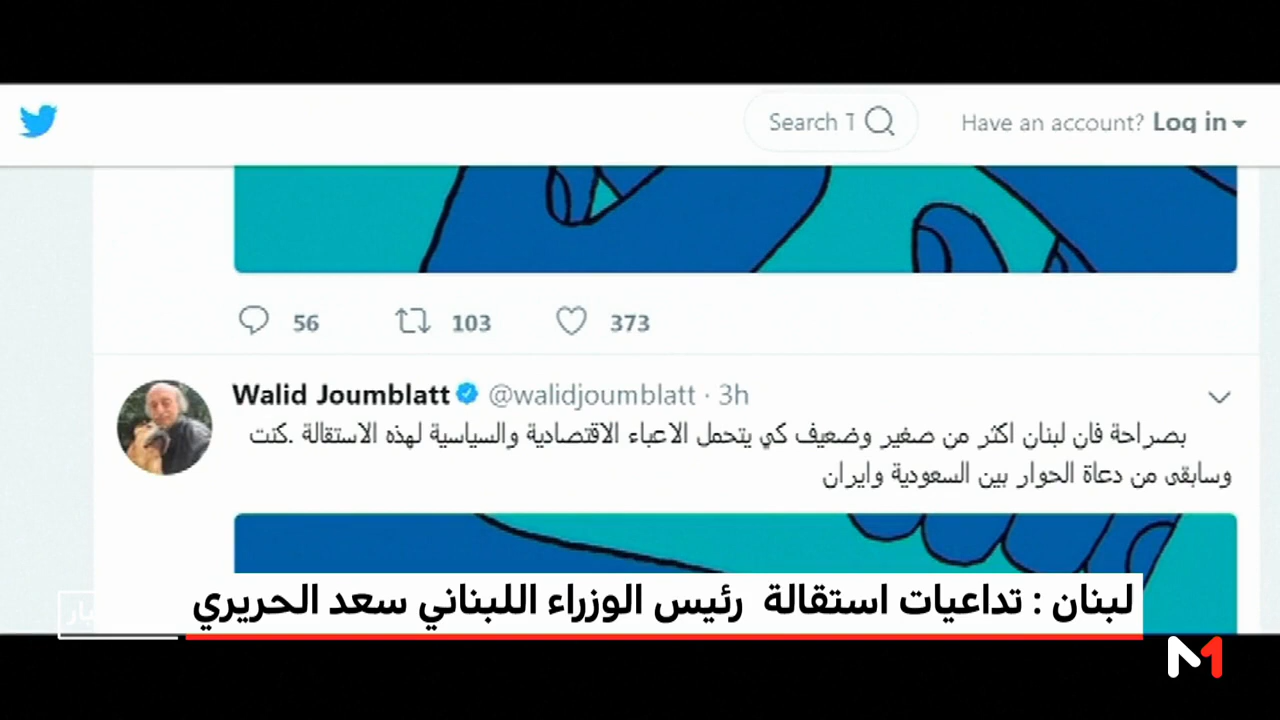 Search T
Have an account? Log in
56 103 373
Walid Joumblatt @walidjoumblatt · 3h
بصراحة فان لبنان اكثر من صغير وضعيف كي يتحمل الاعباء الاقتصادية والسياسية لهذه الاستقالة .كنت
وسابقى من دعاة الحوار بين السعودية وايران
لبنان : تداعيات استقالة رئيس الوزراء اللبناني سعد الحريري
M1